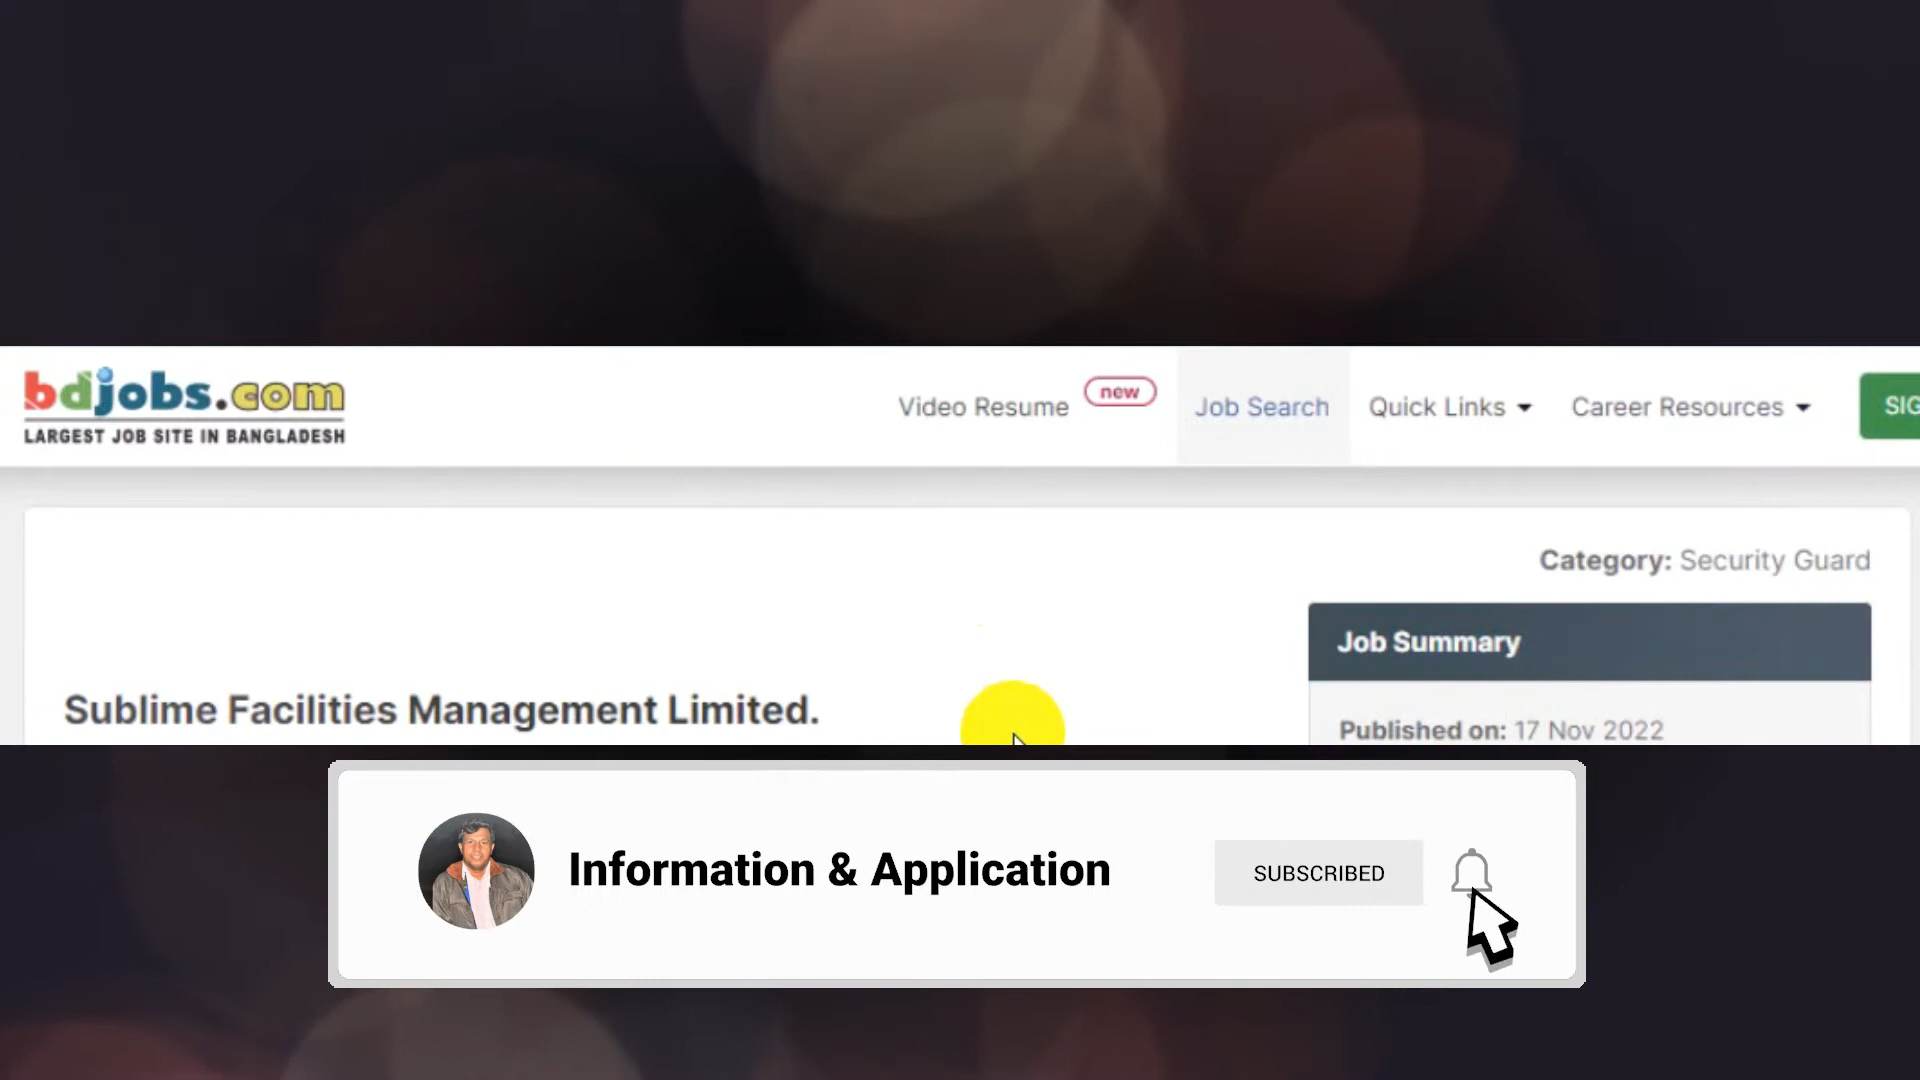 bdjobs.com
LARGEST JOB SITE IN BANGLADESH
Video Resume new Job Search Quick Links Career Resources SIG
Category: Security Guard
Job Summary
Sublime Facilities Management Limited.
Published on: 17 Nov 2022
Information & Application SUBSCRIBED